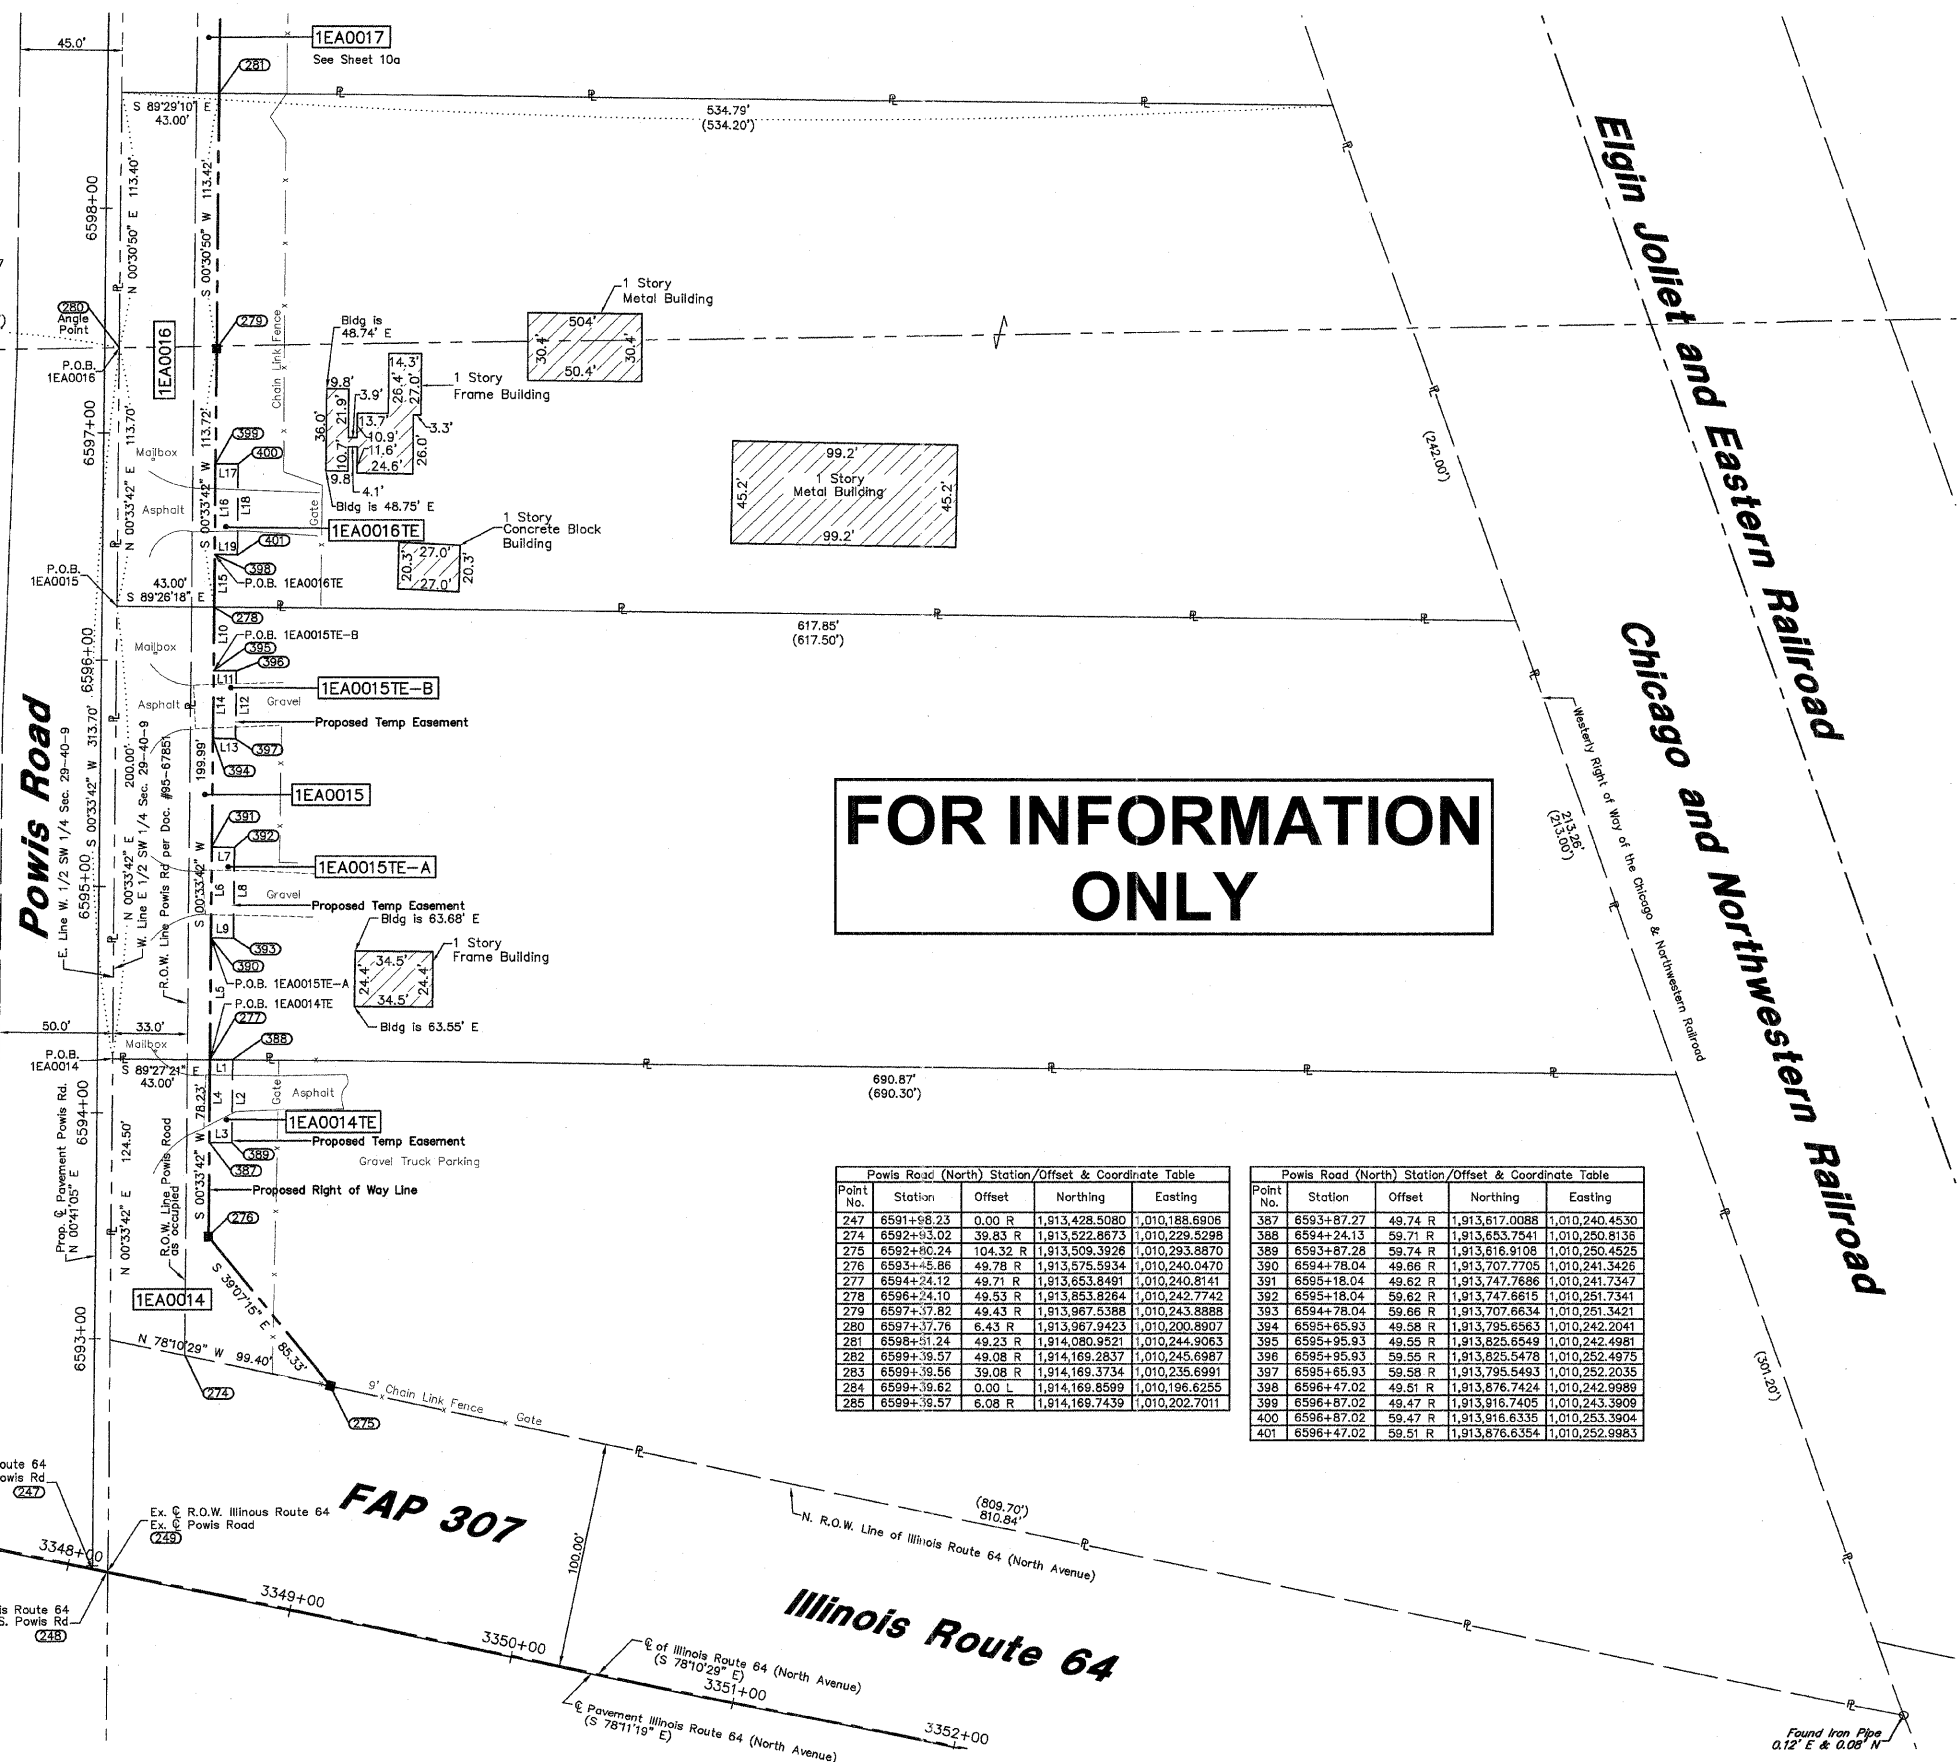 45.0'
1EA0017
See Sheet 10a
281
S 89°29'10" E
43.00'
534.79'
(534.20')
N 00°30'50" E 113.40'
S 00°30'50" W 113.42'
6598+00
280
Angle
Point
P.O.B.
1EA0016
1EA0016
279
Chain Link Fence
Bldg is
48.74' E
1 Story
Metal Building
504'
30.4'
30.4'
50.4'
14.3'
26.4'
27.0'
1 Story
Frame Building
9.8'
3.9'
21.9'
36.0'
13.7'
10.9'
3.3'
11.6'
26.0'
10.7'
24.6'
9.8'
4.1'
Bldg is 48.75' E
6597+00
N 00°33'42" E 113.70'
S 00°33'42" W 113.72'
399
400
Mailbox
L17
L16
L18
Asphalt
Gate
1EA0016TE
L19
401
398
L15
P.O.B. 1EA0016TE
1 Story
Concrete Block
Building
20.3'
27.0'
20.3'
27.0'
99.2'
45.2'
1 Story
Metal Building
45.2'
99.2'
(242.00')
P.O.B.
1EA0015
43.00'
S 89°26'18" E
278
617.85'
(617.50')
L10
P.O.B. 1EA0015TE-B
395
396
Mailbox
6596+00
L11
1EA0015TE-B
Asphalt
L14
L12
Gravel
Proposed Temp Easement
L13
397
394
Powis Road
E. Line W. 1/2 SW 1/4 Sec. 29-40-9
S 00°33'42" W 313.70'
N 00°33'42" E 200.00'
W. Line E 1/2 SW 1/4 Sec. 29-40-9
R.O.W. Line Powis Rd per Doc. #95-67851
S 00°33'42" W 199.99'
1EA0015
391
392
L7
1EA0015TE-A
6595+00
L6
L8
Gravel
Proposed Temp Easement
Bldg is 63.68' E
L9
393
390
P.O.B. 1EA0015TE-A
34.5'
24.4'
24.4'
34.5'
1 Story
Frame Building
Bldg is 63.55' E
L5
P.O.B. 1EA0014TE
277
388
50.0'
33.0'
Mailbox
P.O.B.
1EA0014
S 89°27'21" E
43.00'
690.87'
(690.30')
L1
L4
L2
Gate
Asphalt
1EA0014TE
L3
Proposed Temp Easement
389
387
Gravel Truck Parking
6594+00
Prop. ℄ Pavement Powis Rd.
N 00°41'05" E
N 00°33'42" E 124.50'
R.O.W. Line Powis Road
as occupied
S 00°33'42" W 78.23'
Proposed Right of Way Line
276
1EA0014
S 39°07'15" E 85.33'
6593+00
N 78°10'29" W 99.40'
274
275
9' Chain Link Fence
Gate
FOR INFORMATION
ONLY
Elgin Joliet and Eastern Railroad
Chicago and Northwestern Railroad
Westerly Right of Way of the Chicago & Northwestern Railroad
213.26'
(213.00')
(301.20')
Powis Road (North) Station/Offset & Coordinate Table
Point No. Station Offset Northing Easting
247 6591+98.23 0.00 R 1,913,428.5080 1,010,188.6906
274 6592+93.02 39.83 R 1,913,522.8673 1,010,229.5298
275 6592+80.24 104.32 R 1,913,509.3926 1,010,293.8870
276 6593+45.86 49.78 R 1,913,575.5934 1,010,240.0470
277 6594+24.12 49.71 R 1,913,653.8491 1,010,240.8141
278 6596+24.10 49.53 R 1,913,853.8264 1,010,242.7742
279 6597+37.82 49.43 R 1,913,967.5388 1,010,243.8888
280 6597+37.76 6.43 R 1,913,967.9423 1,010,200.8907
281 6598+51.24 49.23 R 1,914,080.9521 1,010,244.9063
282 6599+39.57 49.08 R 1,914,169.2837 1,010,245.6987
283 6599+39.56 39.08 R 1,914,169.3734 1,010,235.6991
284 6599+39.62 0.00 L 1,914,169.8599 1,010,196.6255
285 6599+39.57 6.08 R 1,914,169.7439 1,010,202.7011
Powis Road (North) Station/Offset & Coordinate Table
Point No. Station Offset Northing Easting
387 6593+87.27 49.74 R 1,913,617.0088 1,010,240.4530
388 6594+24.13 59.71 R 1,913,653.7541 1,010,250.8136
389 6593+87.28 59.74 R 1,913,616.9108 1,010,250.4525
390 6594+78.04 49.66 R 1,913,707.7705 1,010,241.3426
391 6595+18.04 49.62 R 1,913,747.7686 1,010,241.7347
392 6595+18.04 59.62 R 1,913,747.6615 1,010,251.7341
393 6594+78.04 59.66 R 1,913,707.6634 1,010,251.3421
394 6595+65.93 49.58 R 1,913,795.6563 1,010,242.2041
395 6595+95.93 49.55 R 1,913,825.6549 1,010,242.4981
396 6595+95.93 59.55 R 1,913,825.5478 1,010,252.4975
397 6595+65.93 59.58 R 1,913,795.5493 1,010,252.2035
398 6596+47.02 49.51 R 1,913,876.7424 1,010,242.9989
399 6596+87.02 49.47 R 1,913,916.7405 1,010,243.3909
400 6596+87.02 59.47 R 1,913,916.6335 1,010,253.3904
401 6596+47.02 59.51 R 1,913,876.6354 1,010,252.9983
oute 64
owis Rd
247
Ex. ℄ R.O.W. Illinous Route 64
Ex. ℄ Powis Road
249
3348+00
FAP 307
100.00'
(809.70')
810.84'
N. R.O.W. Line of Illinois Route 64 (North Avenue)
is Route 64
S. Powis Rd
248
3349+00
3350+00
℄ of Illinois Route 64 (North Avenue)
(S 78°10'29" E)
3351+00
Illinois Route 64
℄ Pavement Illinois Route 64 (North Avenue)
(S 78°11'19" E)
3352+00
Found Iron Pipe
0.12' E & 0.08' N